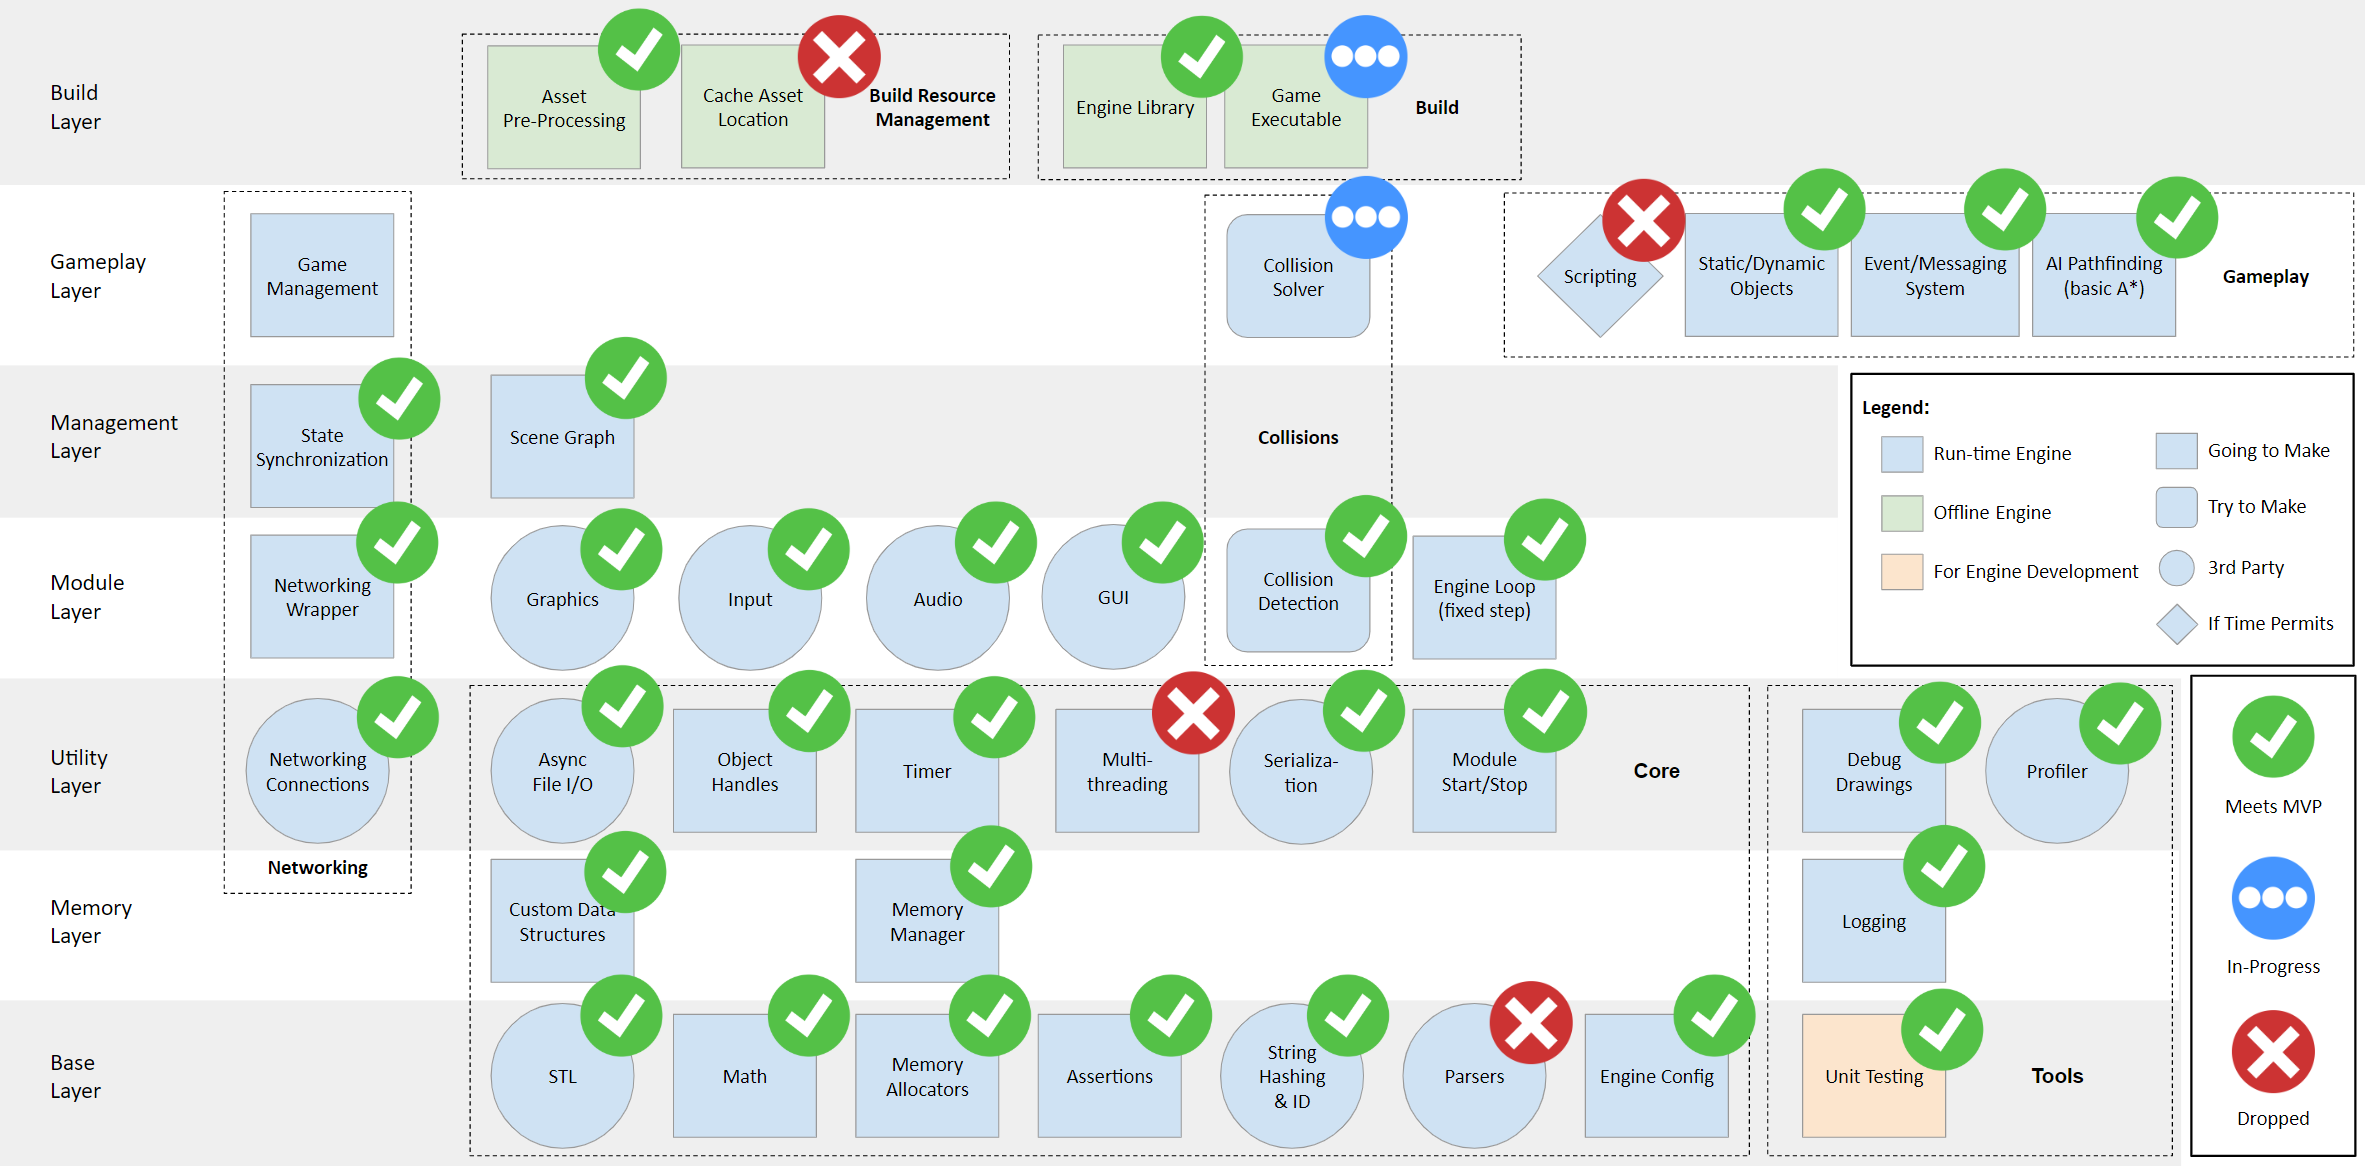 Build
Layer
Asset
Pre-Processing
Cache Asset
Location
Build Resource
Management
Engine Library
Game
Executable
Build
Gameplay
Layer
Game
Management
Collision
Solver
Scripting
Static/Dynamic
Objects
Event/Messaging
System
AI Pathfinding
(basic A*)
Gameplay
Management
Layer
State
Synchronization
Scene Graph
Collisions
Module
Layer
Networking
Wrapper
Graphics
Input
Audio
GUI
Collision
Detection
Engine Loop
(fixed step)
Legend:
Run-time Engine
Offline Engine
For Engine Development
Going to Make
Try to Make
3rd Party
If Time Permits
Utility
Layer
Networking
Connections
Networking
Async
File I/O
Object
Handles
Timer
Multi-
threading
Serializa-
tion
Module
Start/Stop
Core
Debug
Drawings
Profiler
Memory
Layer
Custom Data
Structures
Memory
Manager
Logging
Base
Layer
STL
Math
Memory
Allocators
Assertions
String
Hashing
& ID
Parsers
Engine Config
Unit Testing
Tools
Meets MVP
In-Progress
Dropped